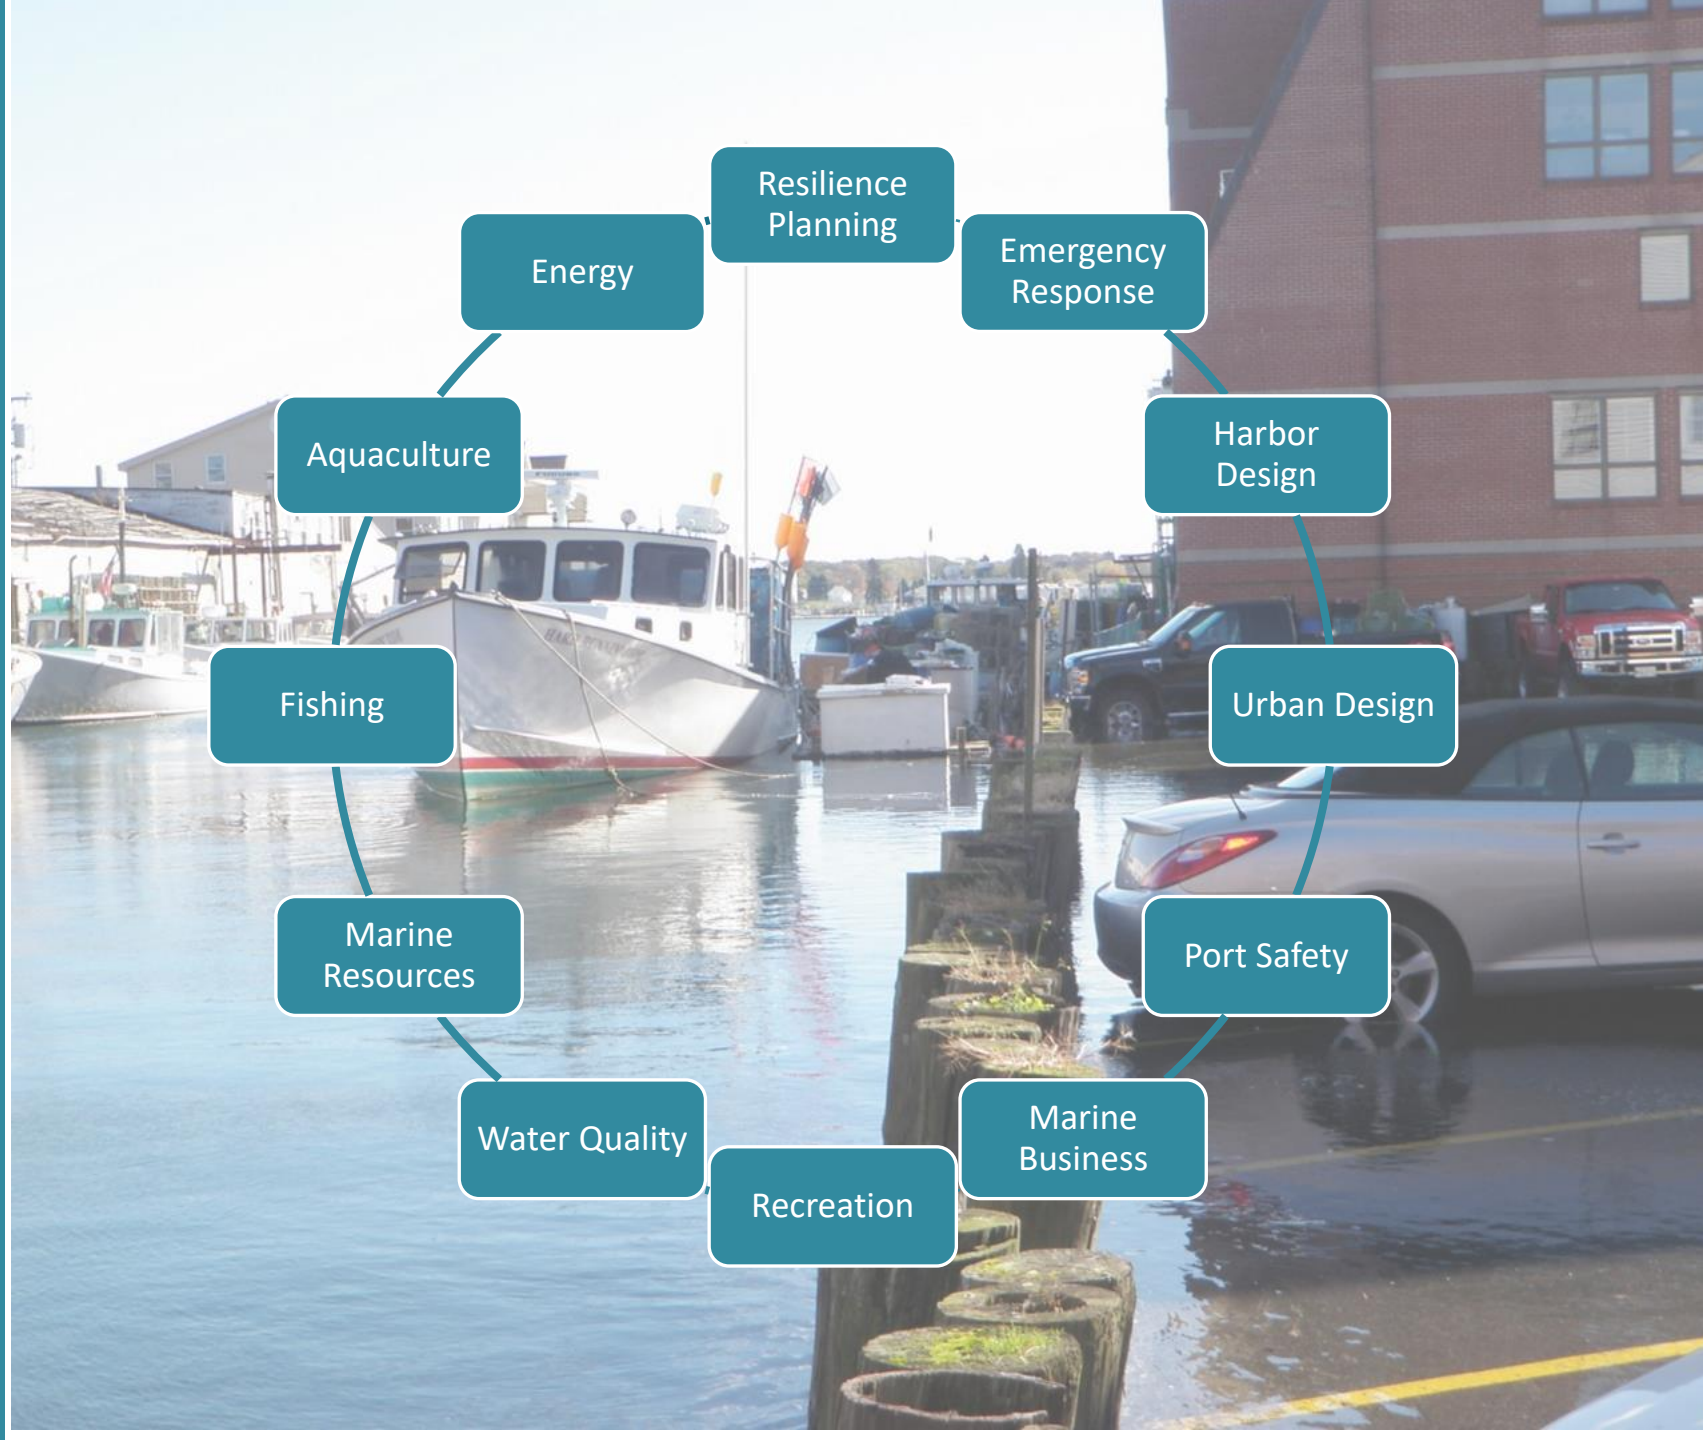 Resilience
Planning
Emergency
Response
Harbor
Design
Urban Design
Port Safety
Marine
Business
Recreation
Water Quality
Marine
Resources
Fishing
Aquaculture
Energy